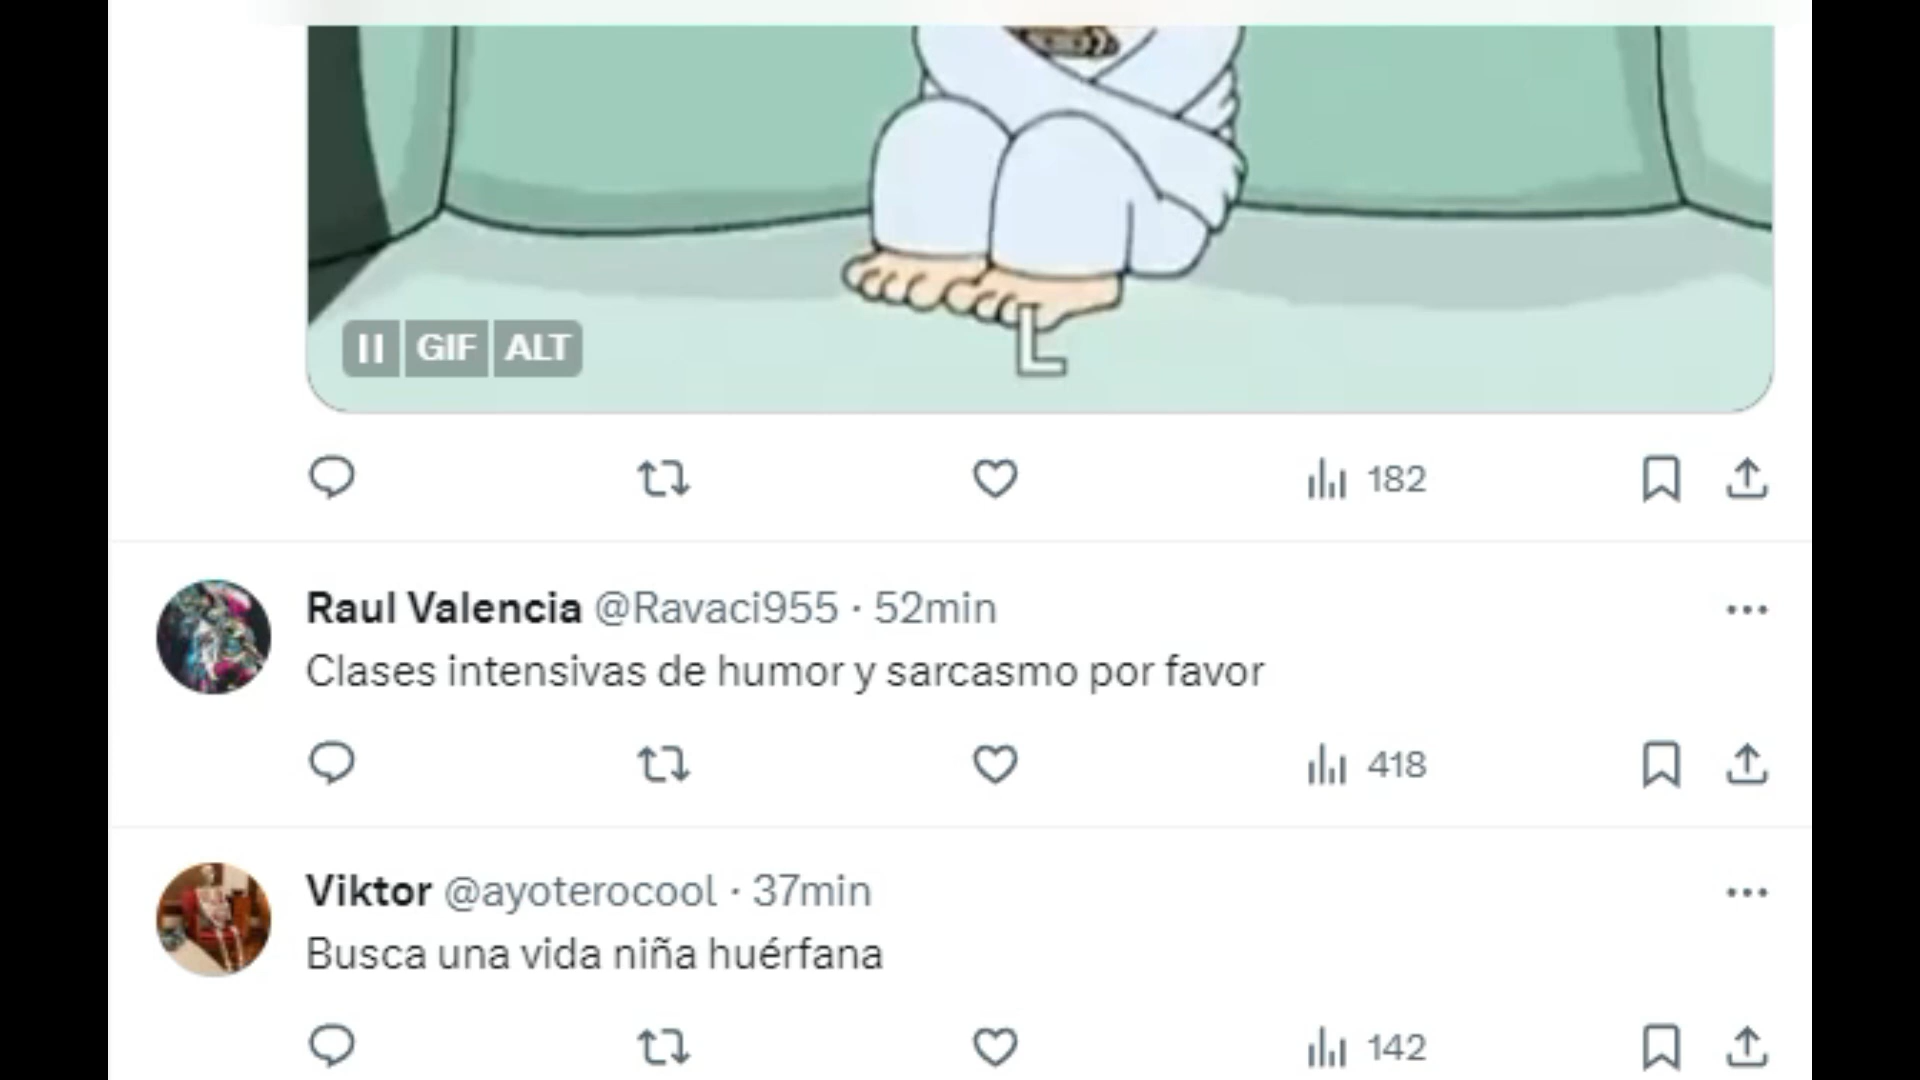 GIF ALT
L
182
Raul Valencia @Ravaci955 · 52min
Clases intensivas de humor y sarcasmo por favor
418
Viktor @ayoterocool · 37min
Busca una vida niña huérfana
142